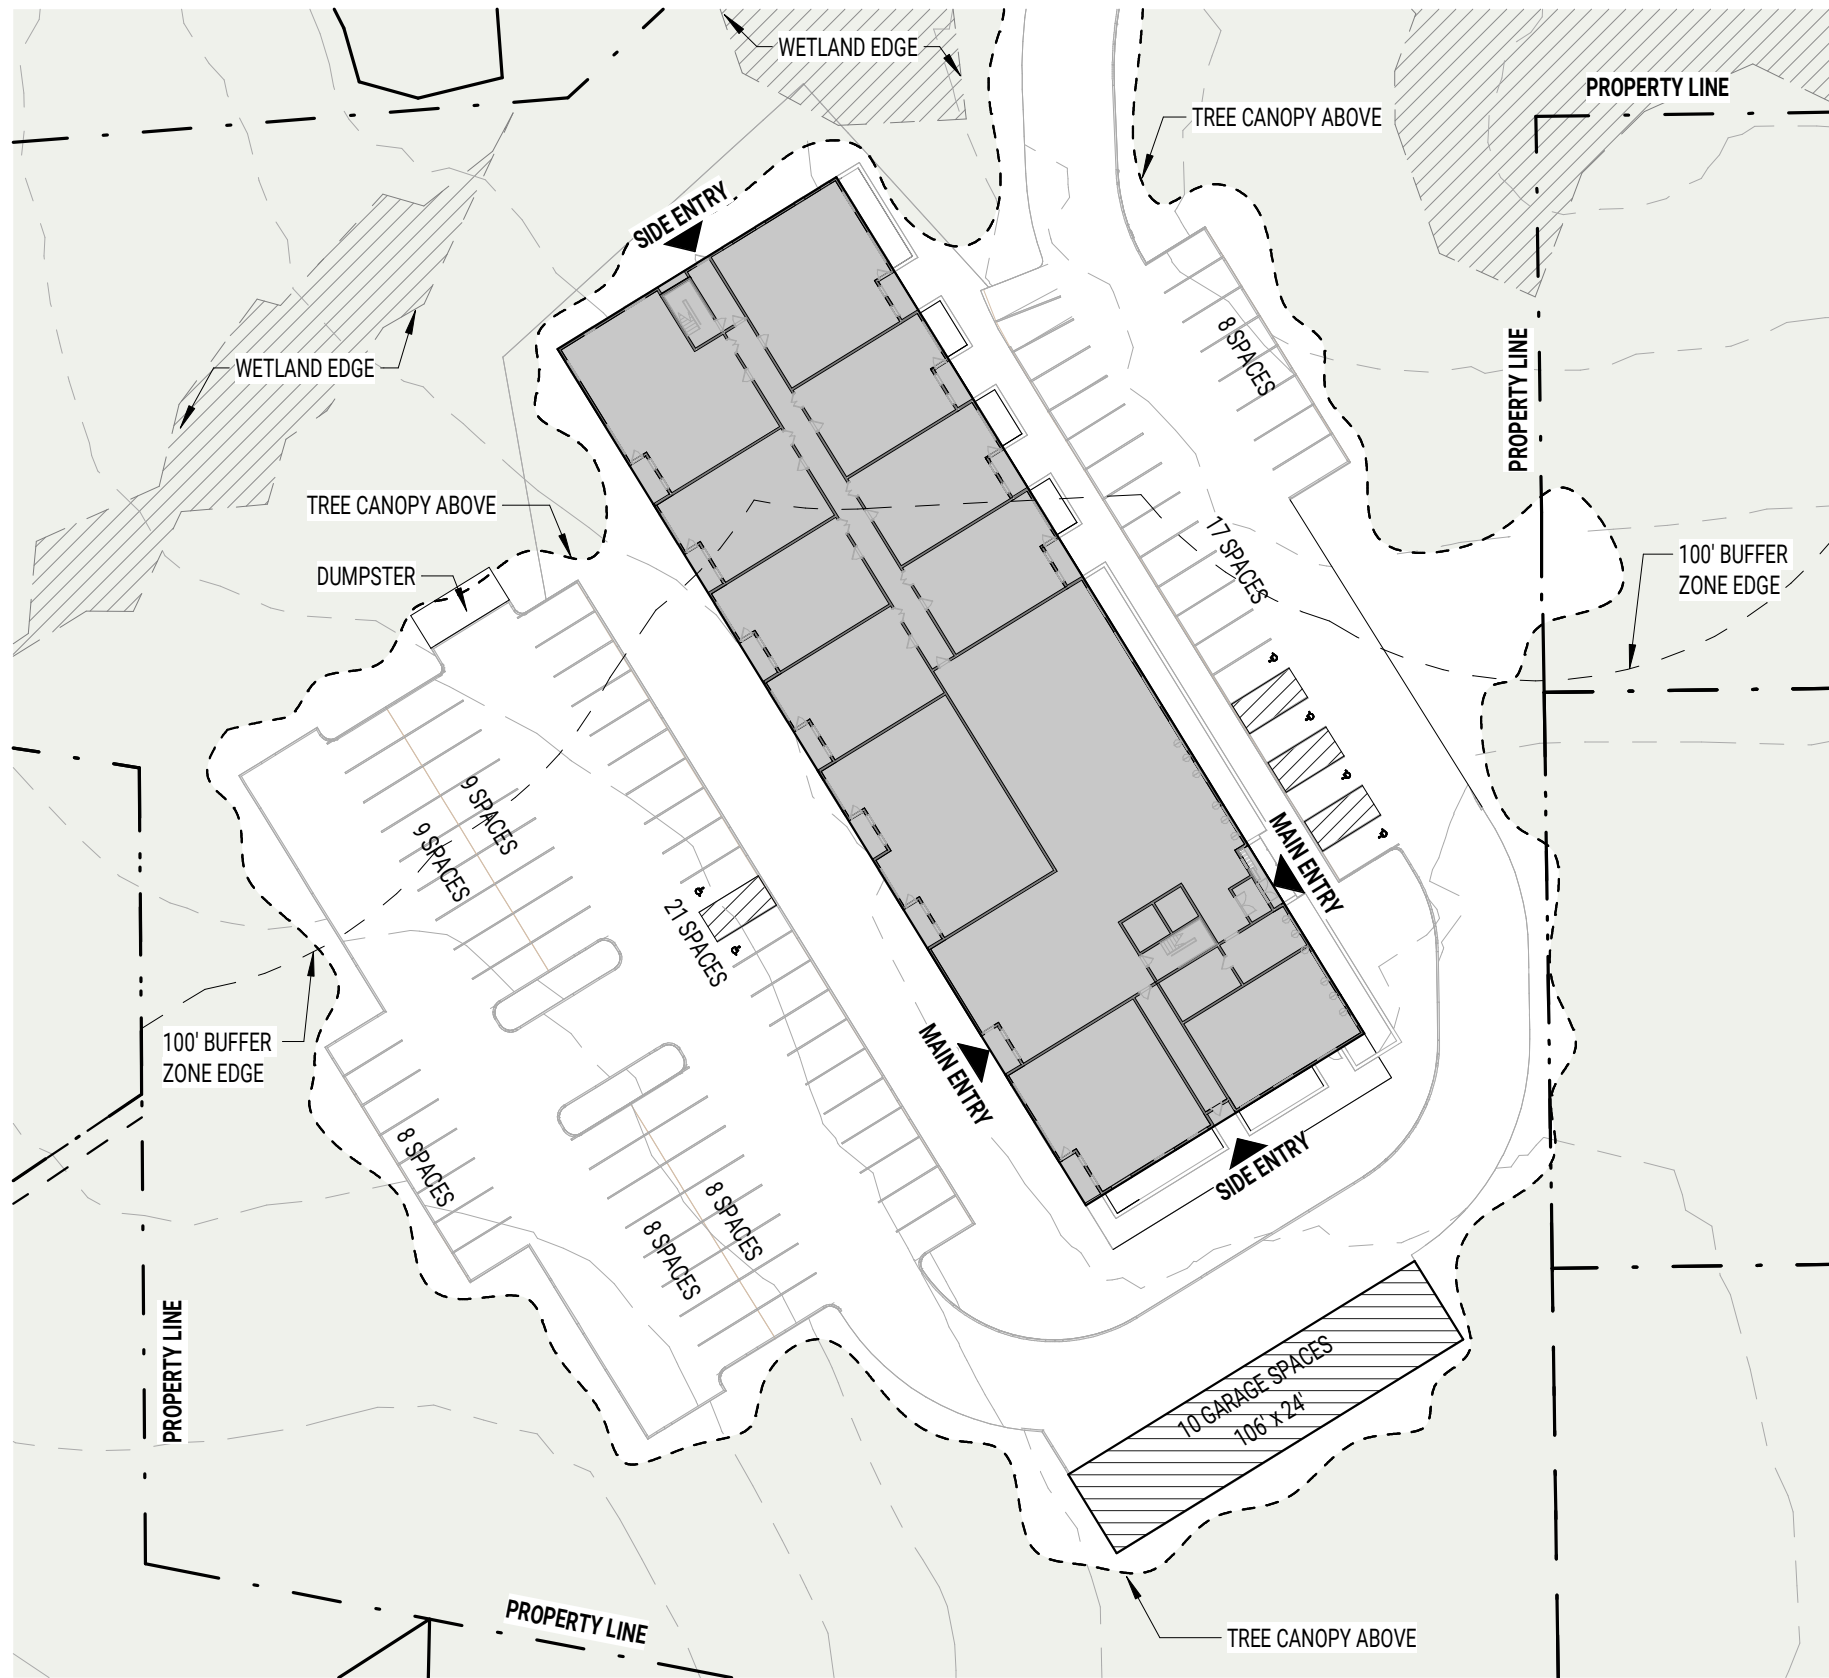 WETLAND EDGE
PROPERTY LINE
TREE CANOPY ABOVE
SIDE ENTRY
8 SPACES
PROPERTY LINE
WETLAND EDGE
TREE CANOPY ABOVE
17 SPACES
100' BUFFER
ZONE EDGE
DUMPSTER
9 SPACES
9 SPACES
MAIN ENTRY
21 SPACES
100' BUFFER
ZONE EDGE
MAIN ENTRY
8 SPACES
SIDE ENTRY
8 SPACES
8 SPACES
PROPERTY LINE
10 GARAGE SPACES
106' X 24'
PROPERTY LINE
TREE CANOPY ABOVE